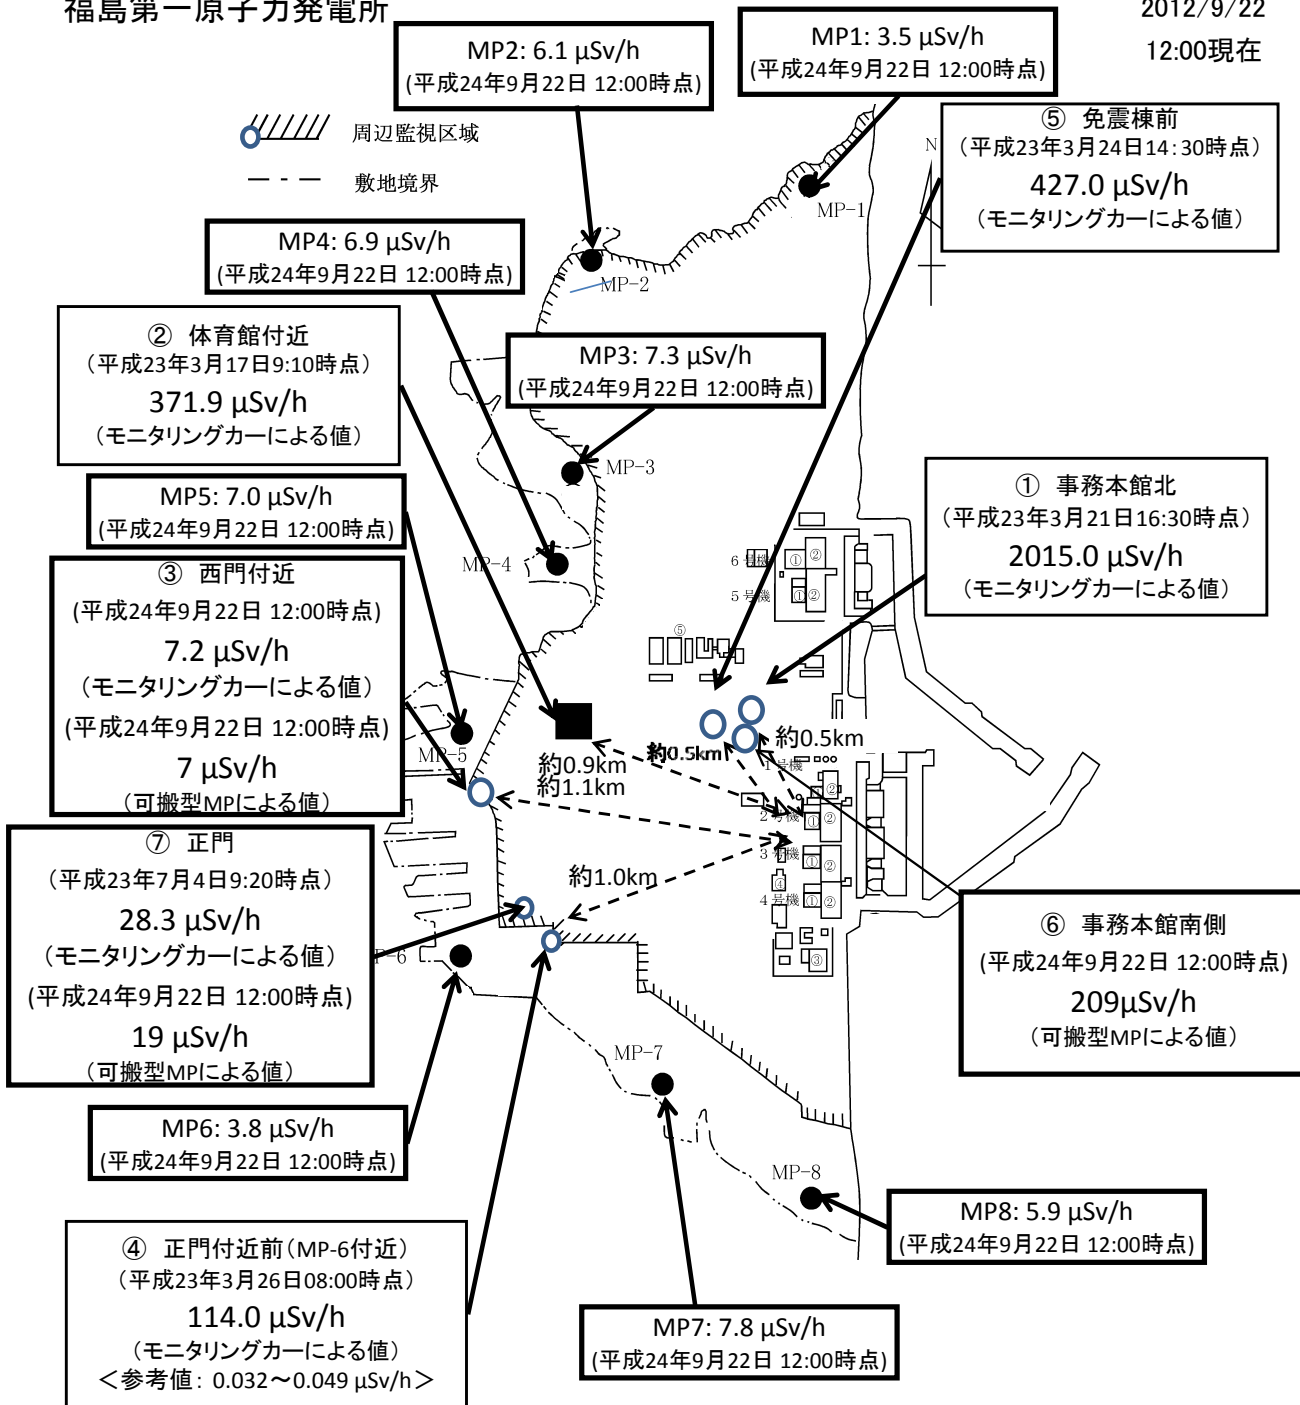 福島第一原子力発電所
2012/9/22
12:00現在
MP2: 6.1 μSv/h
(平成24年9月22日 12:00時点)
MP1: 3.5 μSv/h
(平成24年9月22日 12:00時点)
周辺監視区域
敷地境界
⑤ 免震棟前
(平成23年3月24日14:30時点)
427.0 μSv/h
(モニタリングカーによる値)
N
MP-1
MP4: 6.9 μSv/h
(平成24年9月22日 12:00時点)
MP-2
② 体育館付近
(平成23年3月17日9:10時点)
371.9 μSv/h
(モニタリングカーによる値)
MP3: 7.3 μSv/h
(平成24年9月22日 12:00時点)
MP-3
MP5: 7.0 μSv/h
(平成24年9月22日 12:00時点)
① 事務本館北
(平成23年3月21日16:30時点)
2015.0 μSv/h
(モニタリングカーによる値)
MP-4
6号機
① ②
5号機
① ②
③ 西門付近
(平成24年9月22日 12:00時点)
7.2 μSv/h
(モニタリングカーによる値)
(平成24年9月22日 12:00時点)
7 μSv/h
(可搬型MPによる値)
⑤
MP-5
約0.9km
約1.1km
約0.5km
約0.5km
1号機
②
2号機
① ②
3号機
① ②
④
4号機
① ②
③
約1.0km
⑦ 正門
(平成23年7月4日9:20時点)
28.3 μSv/h
(モニタリングカーによる値)
(平成24年9月22日 12:00時点)
19 μSv/h
(可搬型MPによる値)
P-6
⑥ 事務本館南側
(平成24年9月22日 12:00時点)
209μSv/h
(可搬型MPによる値)
MP-7
MP6: 3.8 μSv/h
(平成24年9月22日 12:00時点)
MP-8
MP8: 5.9 μSv/h
(平成24年9月22日 12:00時点)
④ 正門付近前(MP-6付近)
(平成23年3月26日08:00時点)
114.0 μSv/h
(モニタリングカーによる値)
＜参考値: 0.032～0.049 μSv/h＞
MP7: 7.8 μSv/h
(平成24年9月22日 12:00時点)